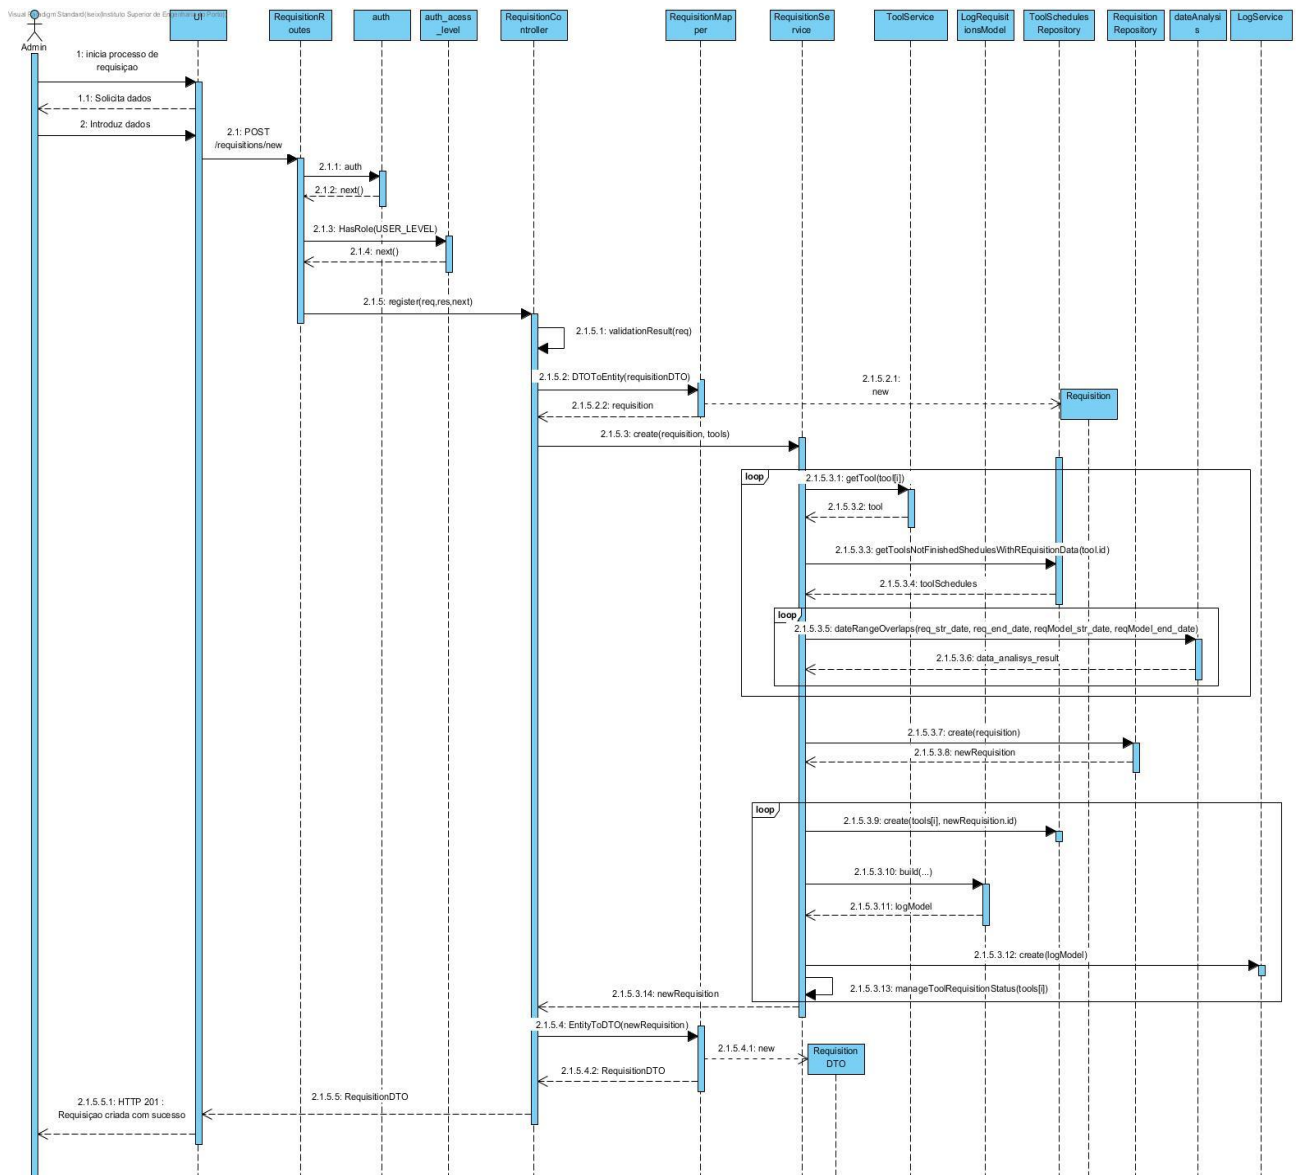 Visual Paradigm Standard(iseix(Instituto Superior de Engenharia do Porto)
UI
RequisitionR
outes
auth
auth_acess
_level
RequisitionCo
ntroller
RequisitionMap
per
RequisitionSe
rvice
ToolService
LogRequisit
ionsModel
ToolSchedules
Repository
Requisition
Repository
dateAnalysi
s
LogService
Admin
1: inicia processo de
requisiçao
1.1: Solicita dados
2: Introduz dados
2.1: POST
/requisitions/new
2.1.1: auth
2.1.2: next()
2.1.3: HasRole(USER_LEVEL)
2.1.4: next()
2.1.5: register(req,res,next)
2.1.5.1: validationResult(req)
2.1.5.2: DTOToEntity(requisitionDTO)
2.1.5.2.1:
new
Requisition
2.1.5.2.2: requisition
2.1.5.3: create(requisition, tools)
loop
2.1.5.3.1: getTool(tool[i])
2.1.5.3.2: tool
2.1.5.3.3: getToolsNotFinishedShedulesWithREquisitionData(tool.id)
2.1.5.3.4: toolSchedules
loop
2.1.5.3.5: dateRangeOverlaps(req_str_date, req_end_date, reqModel_str_date, reqModel_end_date)
2.1.5.3.6: data_analisys_result
2.1.5.3.7: create(requisition)
2.1.5.3.8: newRequisition
loop
2.1.5.3.9: create(tools[i], newRequisition.id)
2.1.5.3.10: build(...)
2.1.5.3.11: logModel
2.1.5.3.12: create(logModel)
2.1.5.3.13: manageToolRequisitionStatus(tools[i])
2.1.5.3.14: newRequisition
2.1.5.4: EntityToDTO(newRequisition)
2.1.5.4.1: new
Requisition
DTO
2.1.5.4.2: RequisitionDTO
2.1.5.5: RequisitionDTO
2.1.5.5.1: HTTP 201 :
Requisiçao criada com sucesso